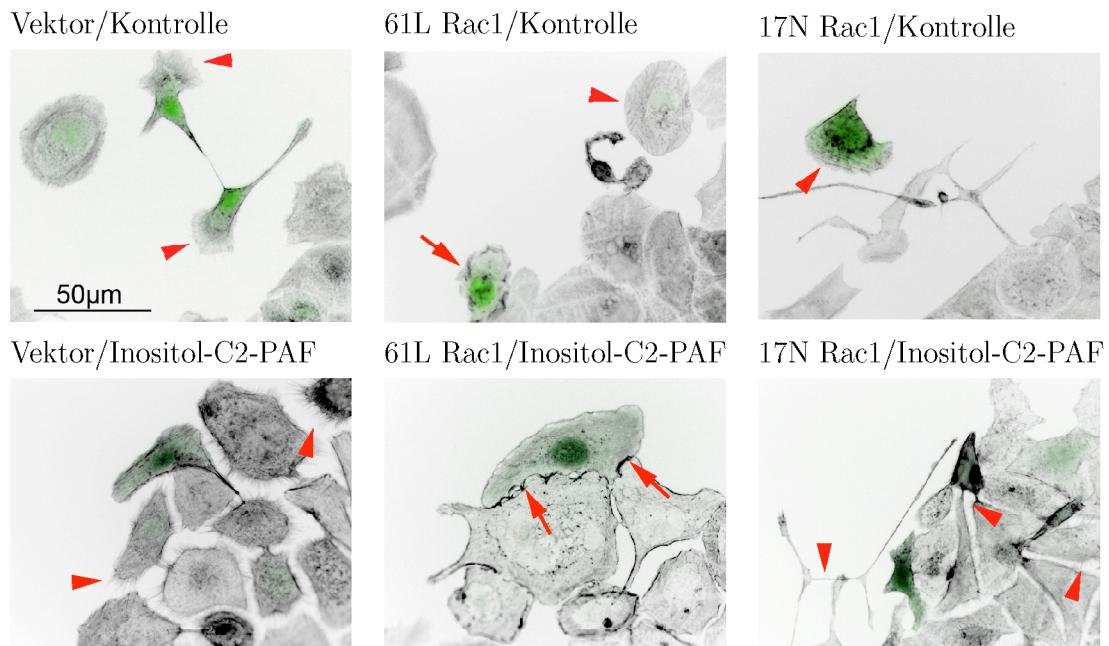 Vektor/Kontrolle
61L Rac1/Kontrolle
17N Rac1/Kontrolle
50µm
Vektor/Inositol-C2-PAF
61L Rac1/Inositol-C2-PAF
17N Rac1/Inositol-C2-PAF